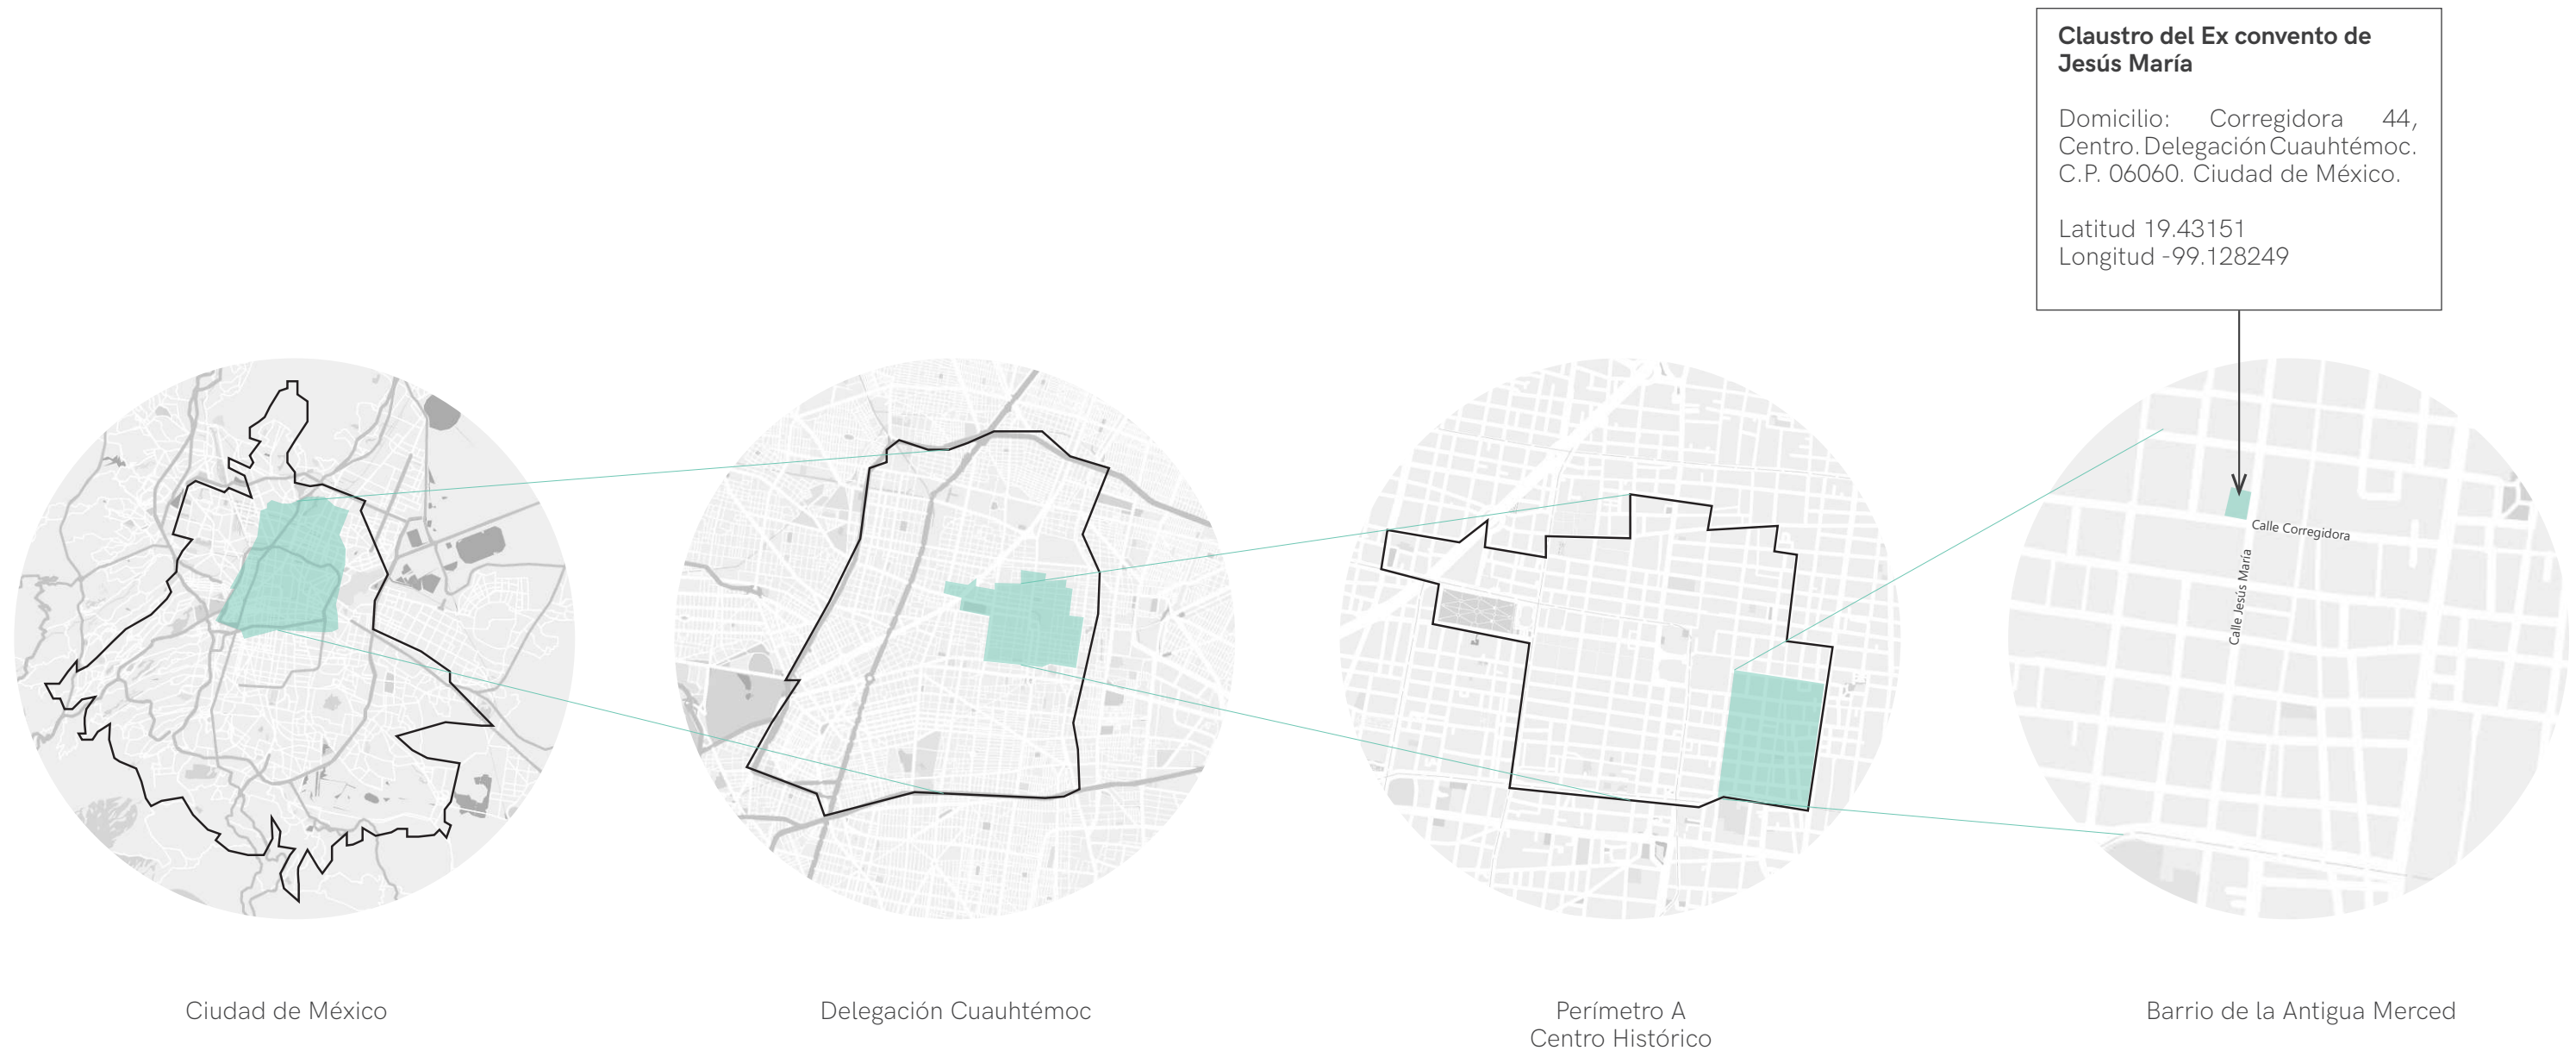 Claustro del Ex convento de
Jesús María
Domicilio: Corregidora 44,
Centro. Delegación Cuauhtémoc.
C.P. 06060. Ciudad de México.
Latitud 19.43151
Longitud -99.128249
Calle Corregidora
Calle Jesús María
Ciudad de México
Delegación Cuauhtémoc
Perímetro A
Centro Histórico
Barrio de la Antigua Merced